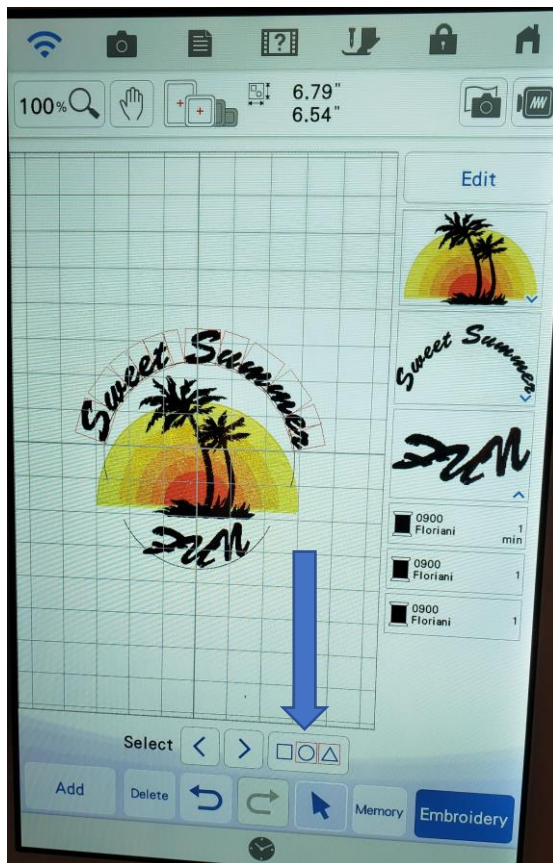 ?
100%
6.79"
6.54"
Edit
Sweet Summer
Sweet Summer
0900
Floriani
1
min
0900
Floriani
1
0900
Floriani
1
Select
Add
Delete
Memory
Embroidery